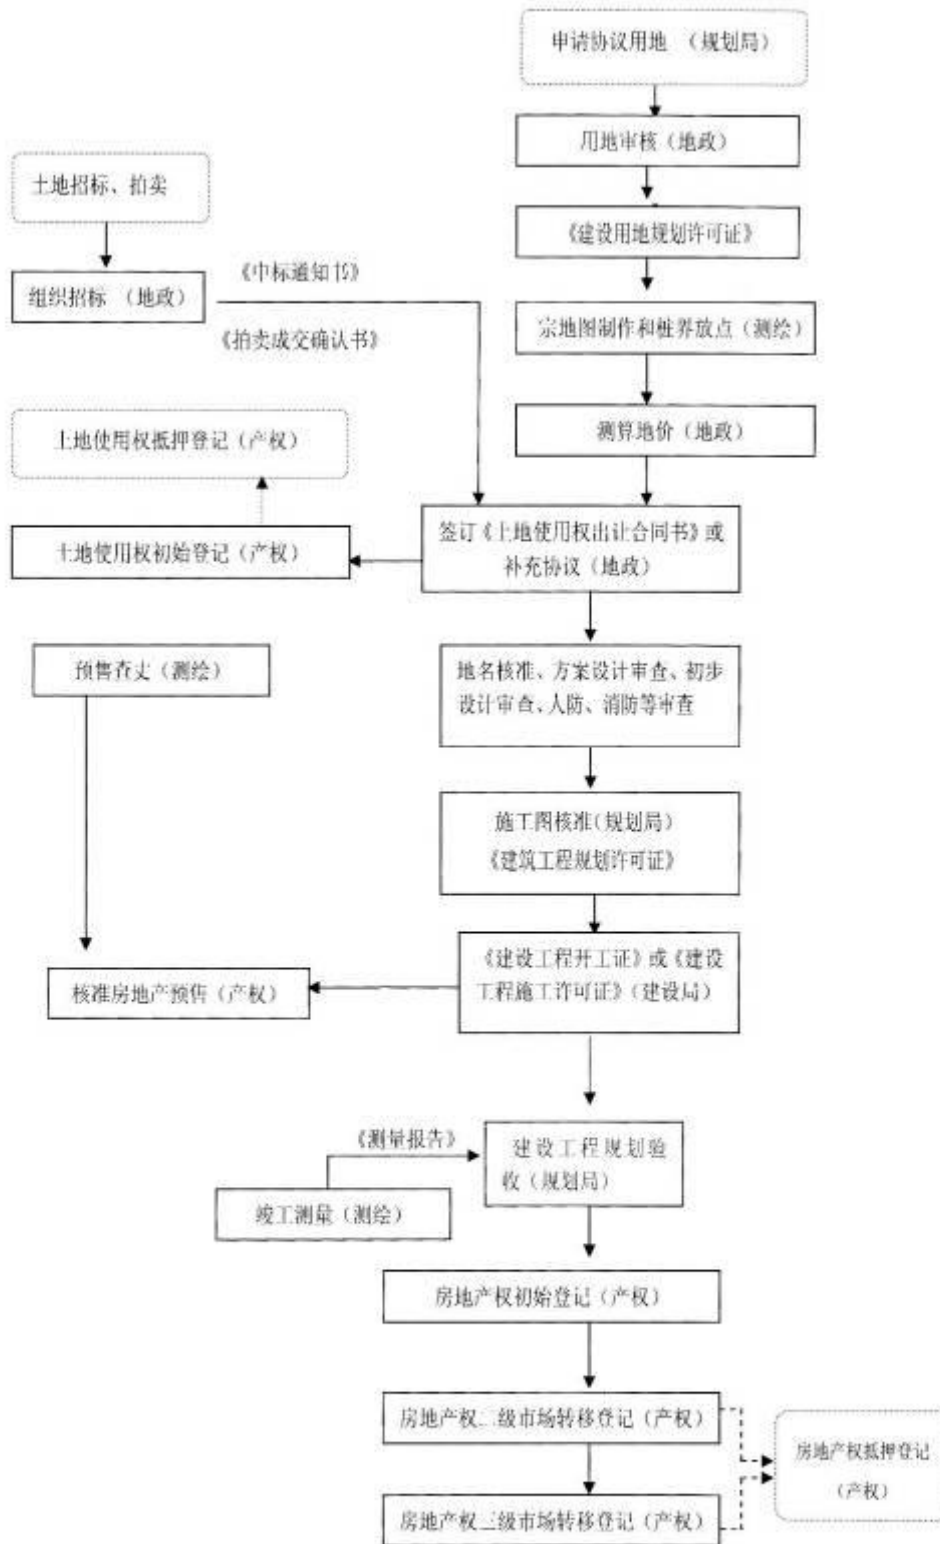 申请协议用地 （规划局）
用地审核（地政）
土地招标、拍卖
《建设用地规划许可证》
《中标通知书》
组织招标 （地政）
宗地图制作和桩界放点（测绘）
《拍卖成交确认书》
测算地价（地政）
土地使用权抵押登记（产权）
签订《土地使用权出让合同书》或
补充协议（地政）
土地使用权初始登记（产权）
地名核准、方案设计审查、初步
设计审查、人防、消防等审查
预售查丈（测绘）
施工图核准（规划局）
《建筑工程规划许可证》
《建设工程开工证》或《建设
工程施工许可证》（建设局）
核准房地产预售（产权）
《测量报告》
建设工程规划验
收（规划局）
竣工测量（测绘）
房地产权初始登记（产权）
房地产权二级市场转移登记（产权）
房地产权抵押登记
（产权）
房地产权三级市场转移登记（产权）